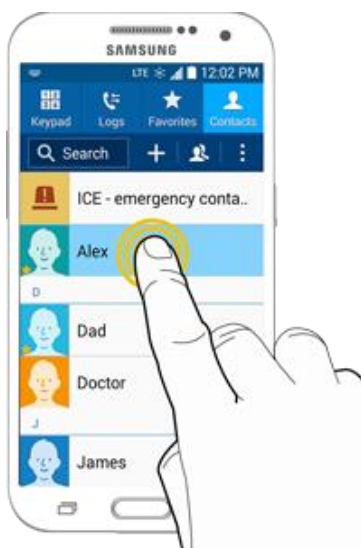 SAMSUNG
LTE 12:02 PM
Keypad Logs Favorites Contacts
Search
ICE - emergency conta..
Alex
D
Dad
Doctor
J
James